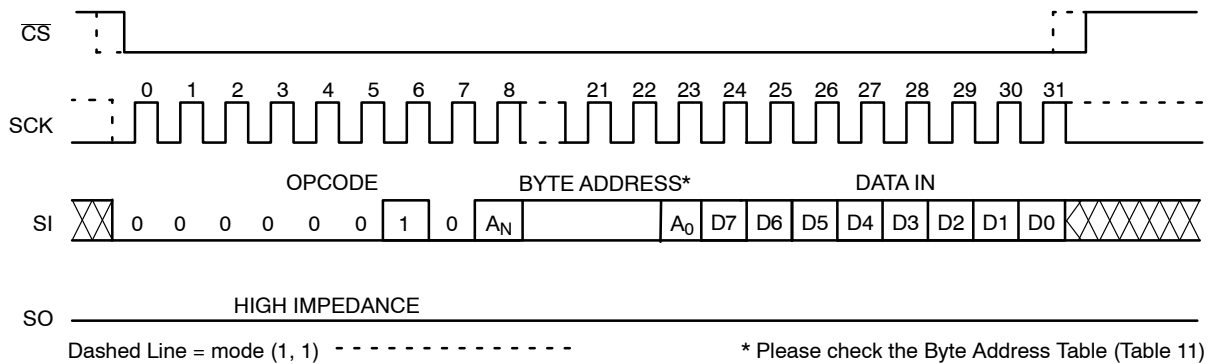 CS
0 1 2 3 4 5 6 7 8 21 22 23 24 25 26 27 28 29 30 31
SCK
OPCODE BYTE ADDRESS* DATA IN
SI 0 0 0 0 0 0 1 0 AN A0 D7 D6 D5 D4 D3 D2 D1 D0
HIGH IMPEDANCE
SO
Dashed Line = mode (1, 1) * Please check the Byte Address Table (Table 11)